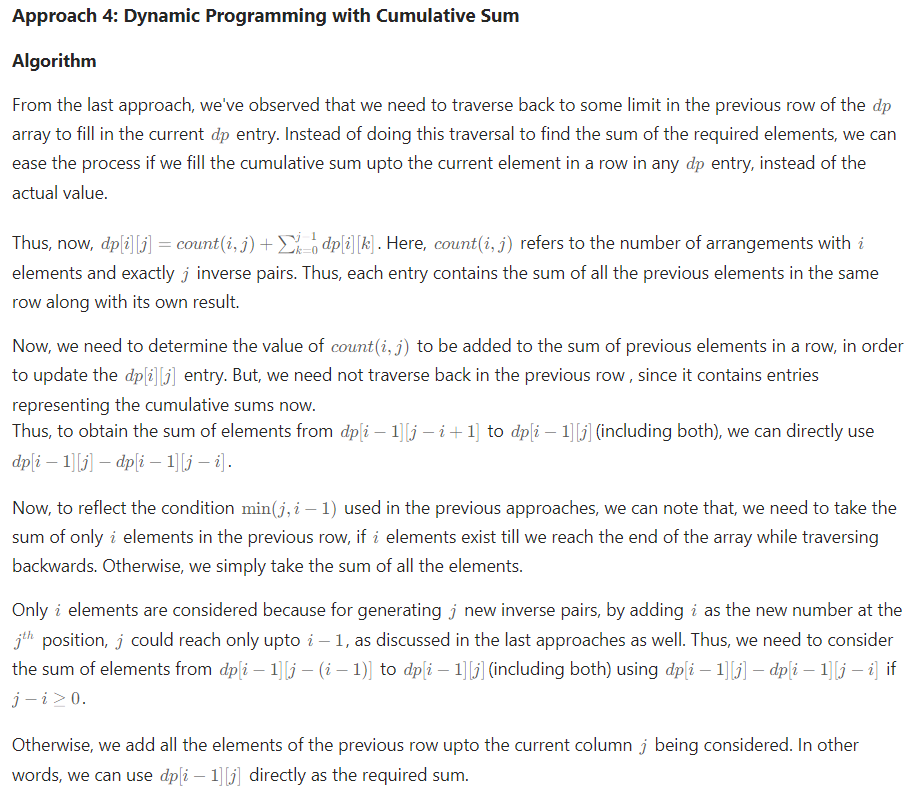 Approach 4: Dynamic Programming with Cumulative Sum
Algorithm
From the last approach, we've observed that we need to traverse back to some limit in the previous row of the dp
array to fill in the current dp entry. Instead of doing this traversal to find the sum of the required elements, we can
ease the process if we fill the cumulative sum upto the current element in a row in any dp entry, instead of the
actual value.
Thus, now, dp[i][j] = count(i, j) + ∑_{k=0}^{j−1} dp[i][k]. Here, count(i, j) refers to the number of arrangements with i
elements and exactly j inverse pairs. Thus, each entry contains the sum of all the previous elements in the same
row along with its own result.
Now, we need to determine the value of count(i, j) to be added to the sum of previous elements in a row, in order
to update the dp[i][j] entry. But, we need not traverse back in the previous row , since it contains entries
representing the cumulative sums now.
Thus, to obtain the sum of elements from dp[i − 1][j − i + 1] to dp[i − 1][j] (including both), we can directly use
dp[i − 1][j] − dp[i − 1][j − i].
Now, to reflect the condition min(j, i − 1) used in the previous approaches, we can note that, we need to take the
sum of only i elements in the previous row, if i elements exist till we reach the end of the array while traversing
backwards. Otherwise, we simply take the sum of all the elements.
Only i elements are considered because for generating j new inverse pairs, by adding i as the new number at the
j^{th} position, j could reach only upto i − 1, as discussed in the last approaches as well. Thus, we need to consider
the sum of elements from dp[i − 1][j − (i − 1)] to dp[i − 1][j] (including both) using dp[i − 1][j] − dp[i − 1][j − i] if
j − i ≥ 0.
Otherwise, we add all the elements of the previous row upto the current column j being considered. In other
words, we can use dp[i − 1][j] directly as the required sum.